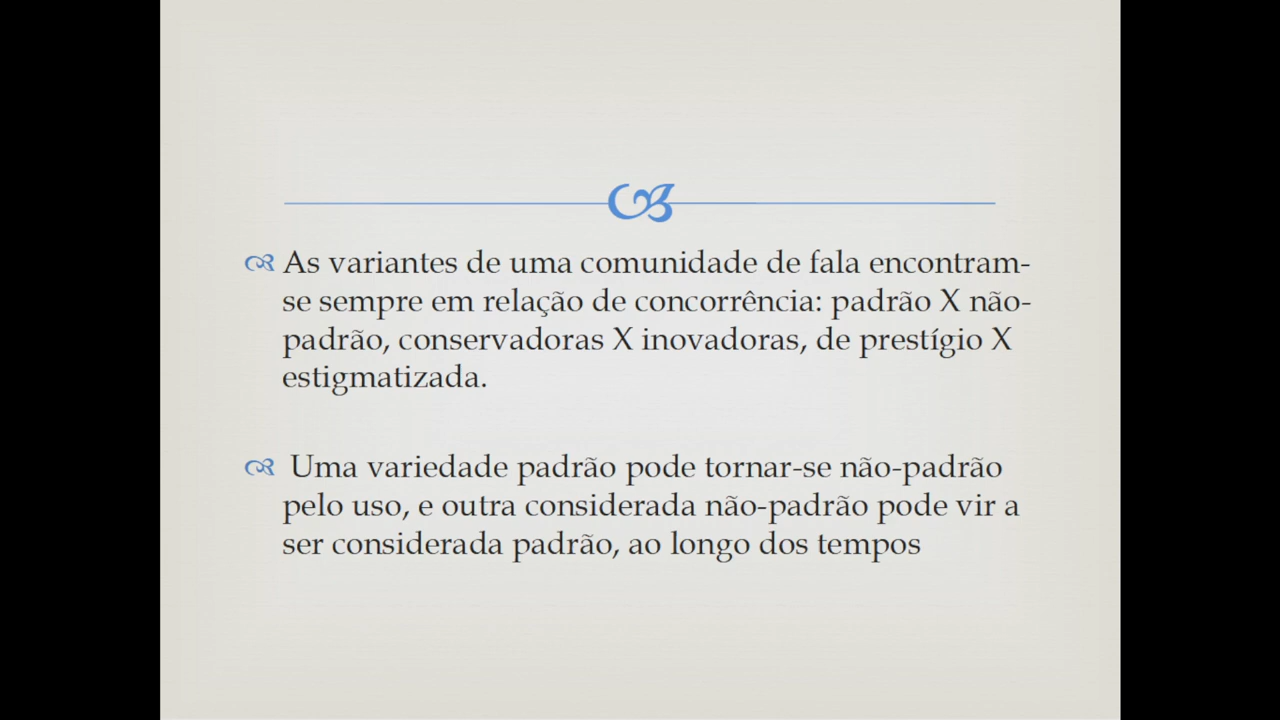 As variantes de uma comunidade de fala encontram-
se sempre em relação de concorrência: padrão X não-
padrão, conservadoras X inovadoras, de prestígio X
estigmatizada.
Uma variedade padrão pode tornar-se não-padrão
pelo uso, e outra considerada não-padrão pode vir a
ser considerada padrão, ao longo dos tempos